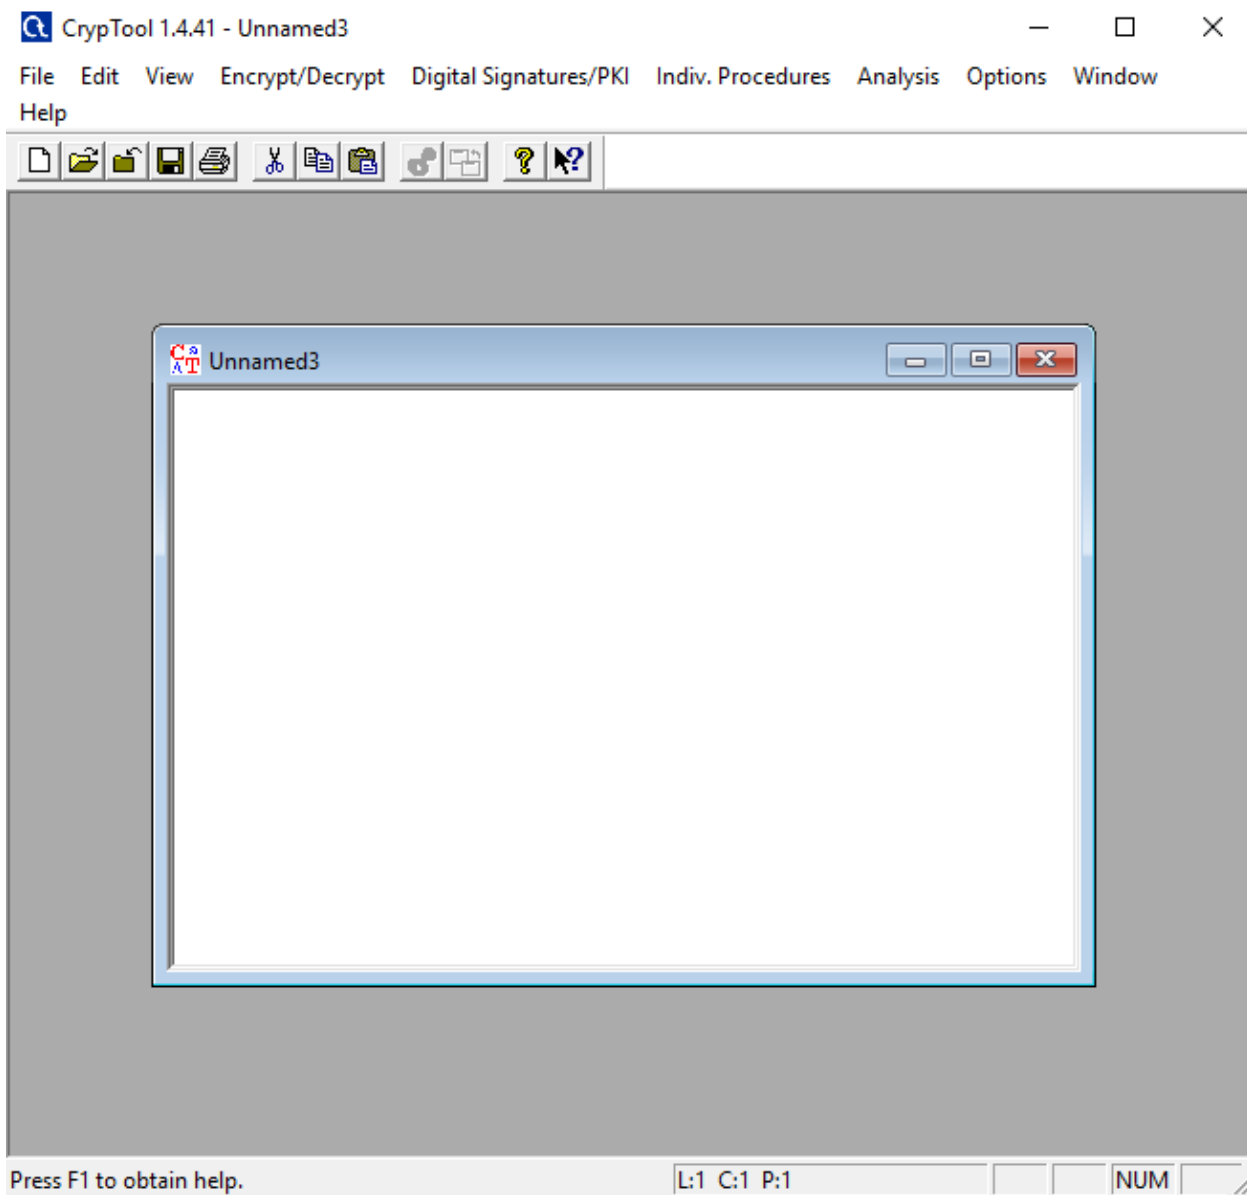 CrypTool 1.4.41 - Unnamed3
File Edit View Encrypt/Decrypt Digital Signatures/PKI Indiv. Procedures Analysis Options Window
Help
Unnamed3
Press F1 to obtain help. L:1 C:1 P:1 NUM